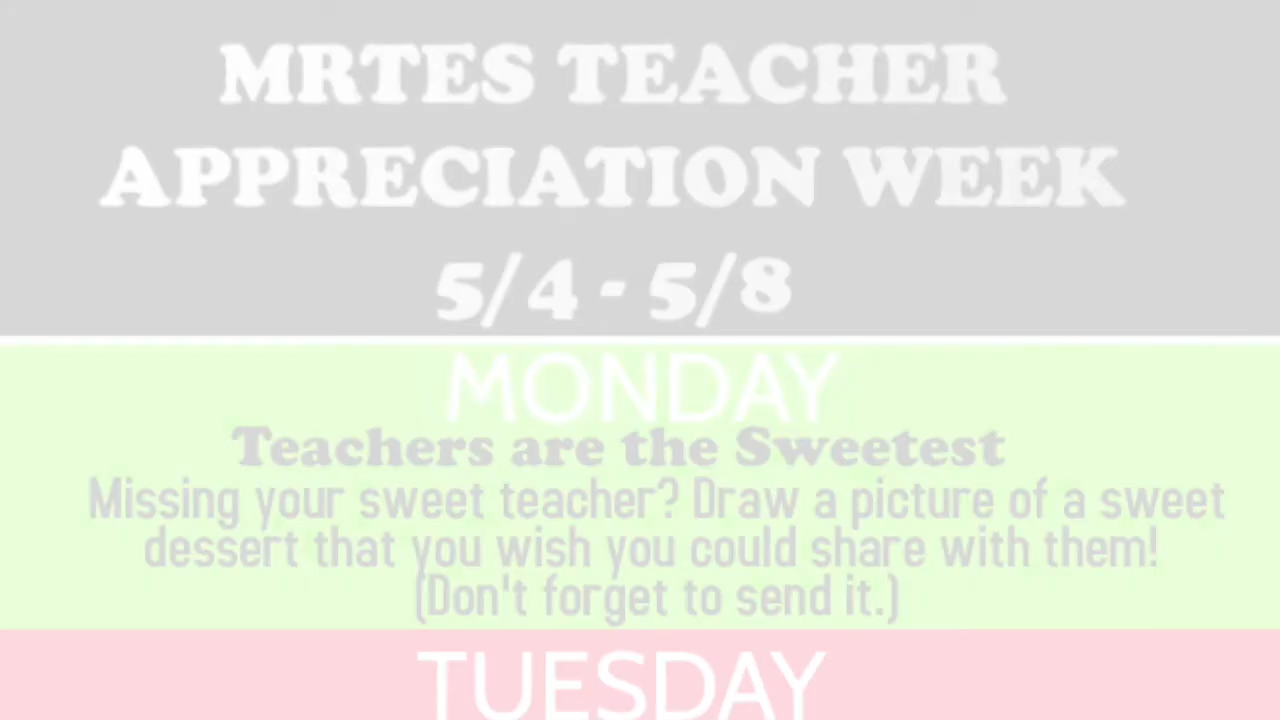 MRTES TEACHER
APPRECIATION WEEK
5/4 - 5/8
MONDAY
Teachers are the Sweetest
Missing your sweet teacher? Draw a picture of a sweet
dessert that you wish you could share with them!
(Don't forget to send it.)
TUESDAY